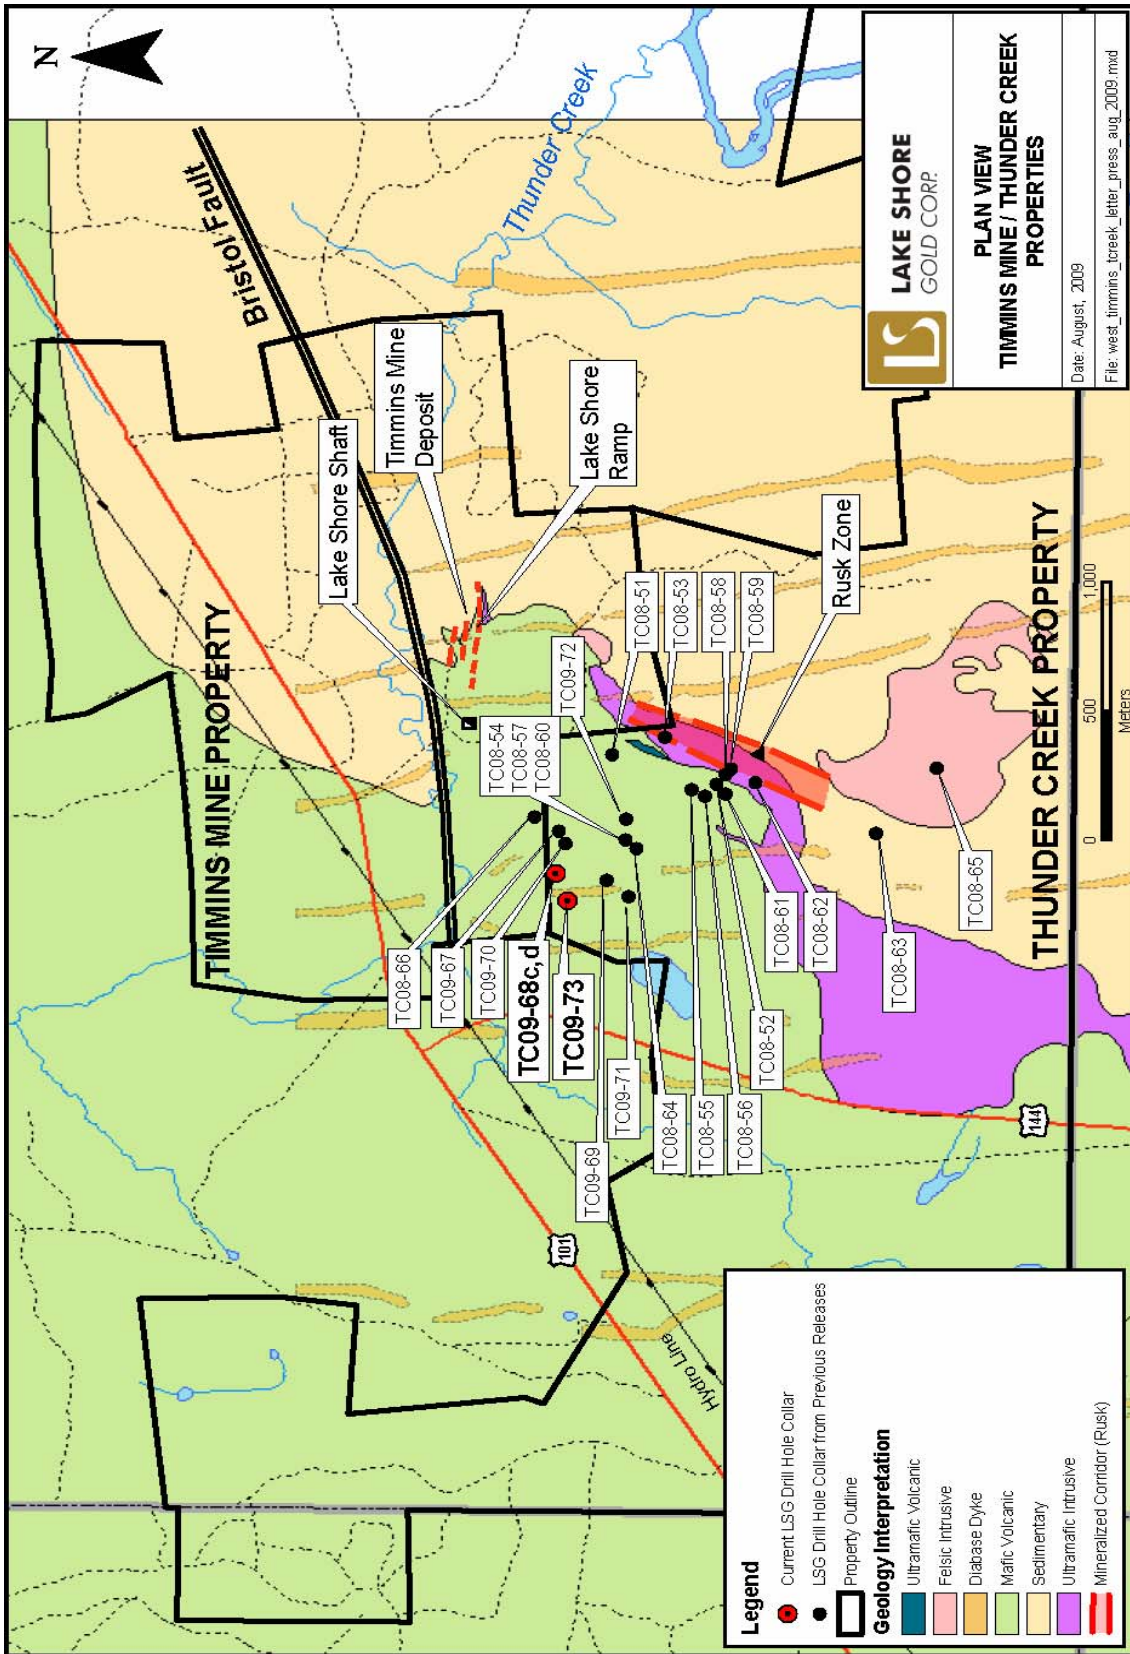 N
Bristol Fault
Thunder Creek
TIMMINS MINE PROPERTY
Lake Shore Shaft
Timmins Mine
Deposit
Lake Shore
Ramp
TC08-54
TC08-57
TC08-60
TC09-72
TC08-51
TC08-53
TC08-58
TC08-59
Rusk Zone
TC08-66
TC09-67
TC09-70
TC09-68c,d
TC09-73
TC09-69
TC09-71
TC08-64
TC08-55
TC08-56
TC08-52
TC08-61
TC08-62
TC08-63
TC08-65
THUNDER CREEK PROPERTY
101
144
Hydro Line
0 500 1,000
Meters
Legend
Current LSG Drill Hole Collar
LSG Drill Hole Collar from Previous Releases
Property Outline
Geology Interpretation
Ultramafic Volcanic
Felsic Intrusive
Diabase Dyke
Mafic Volcanic
Sedimentary
Ultramafic Intrusive
Mineralized Corridor (Rusk)
LS
LAKE SHORE
GOLD CORP.
PLAN VIEW
TIMMINS MINE / THUNDER CREEK
PROPERTIES
Date: August, 2009
File: west_timmins_tcreek_letter_press_aug_2009.mxd